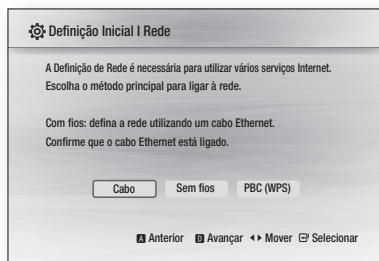 Definição Inicial I Rede
A Definição de Rede é necessária para utilizar vários serviços Internet.
Escolha o método principal para ligar à rede.
Com fios: defina a rede utilizando um cabo Ethernet.
Confirme que o cabo Ethernet está ligado.
Cabo Sem fios PBC (WPS)
A Anterior D Avançar Mover Selecionar